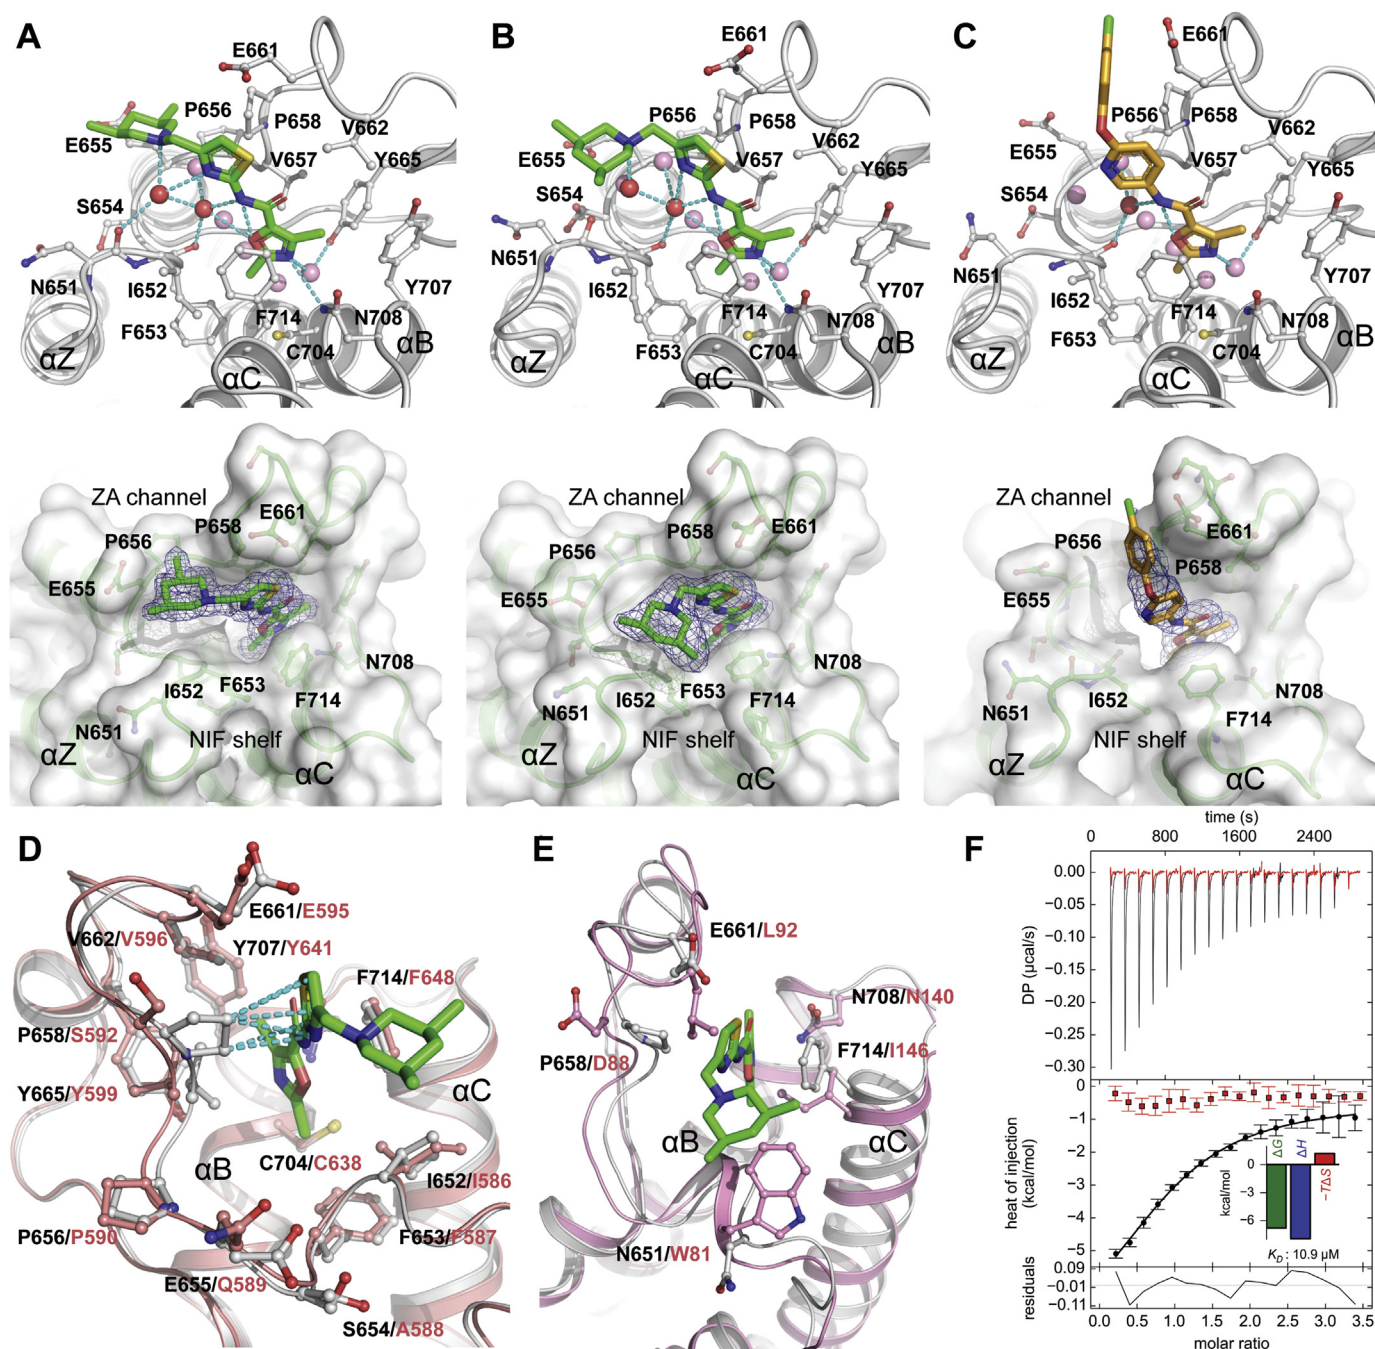 A
E661
P656
P658
V662
E655
V657
Y665
S654
N651
I652
Y707
F653
F714
N708
C704
αZ
αC
αB
B
E661
P656
P658
V662
E655
V657
Y665
S654
N651
I652
Y707
F714
N708
F653
C704
αZ
αC
αB
C
E661
P656
P658
V662
E655
V657
Y665
S654
N651
Y707
I652
F714
N708
F653
C704
αZ
αC
αB
ZA channel
E661
P658
P656
E655
N708
I652
F653
F714
N651
NIF shelf
αZ
αC
ZA channel
E661
P658
P656
E655
N708
I652
F653
F714
N651
NIF shelf
αZ
αC
ZA channel
E661
P656
P658
E655
I652
N708
N651
F714
NIF shelf
αZ
αC
D
E661/E595
V662/V596
Y707/Y641
F714/F648
P658/S592
Y665/Y599
αC
αB
C704/C638
I652/I586
P656/P590
F653/F587
E655/Q589
S654/A588
E
E661/L92
N708/N140
P658/D88
F714/I146
αB
αC
N651/W81
F
time (s)
0 800 1600 2400
DP (µcal/s)
0.00
−0.05
−0.10
−0.15
−0.20
−0.25
−0.30
heat of injection
(kcal/mol)
0
−1
−2
−3
−4
−5
ΔG ΔH −TΔS
kcal/mol
0
−3
−6
KD : 10.9 µM
residuals
0.09
−0.01
−0.11
0.0 0.5 1.0 1.5 2.0 2.5 3.0 3.5
molar ratio